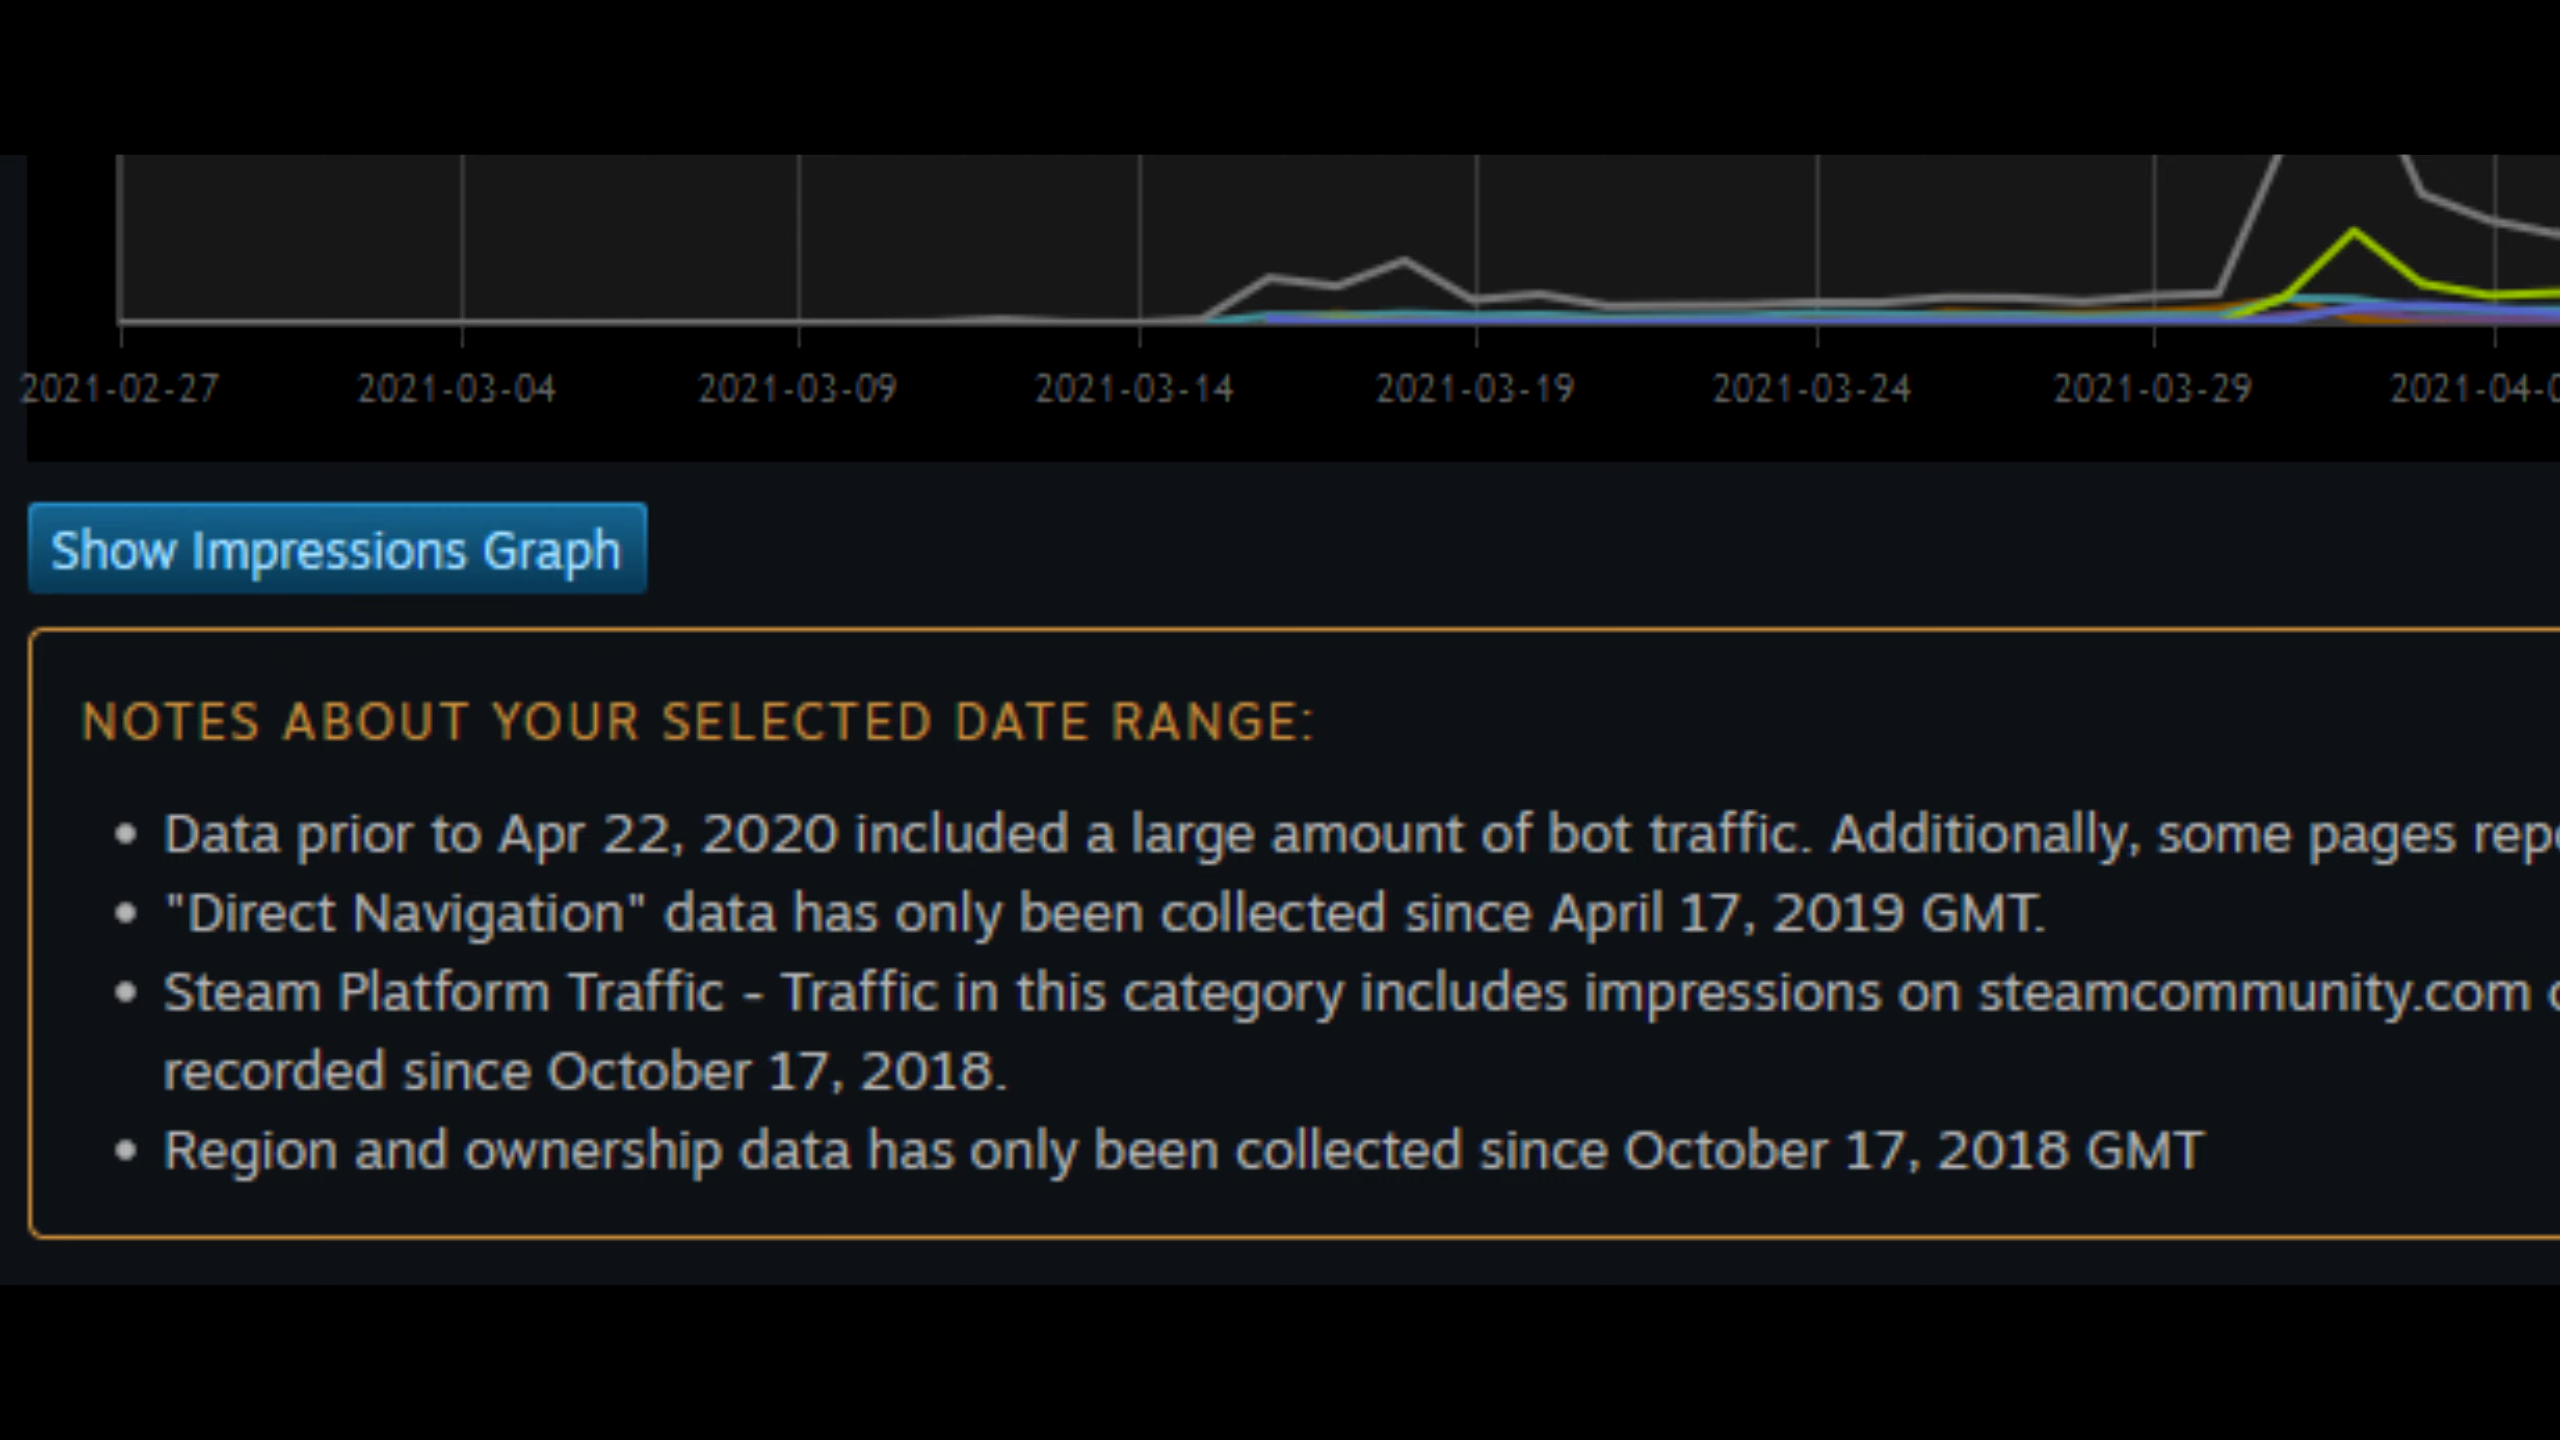 2021-02-27 2021-03-04 2021-03-09 2021-03-14 2021-03-19 2021-03-24 2021-03-29 2021-04-0
Show Impressions Graph
NOTES ABOUT YOUR SELECTED DATE RANGE:
Data prior to Apr 22, 2020 included a large amount of bot traffic. Additionally, some pages
"Direct Navigation" data has only been collected since April 17, 2019 GMT.
Steam Platform Traffic - Traffic in this category includes impressions on steamcommunity.com
recorded since October 17, 2018.
Region and ownership data has only been collected since October 17, 2018 GMT